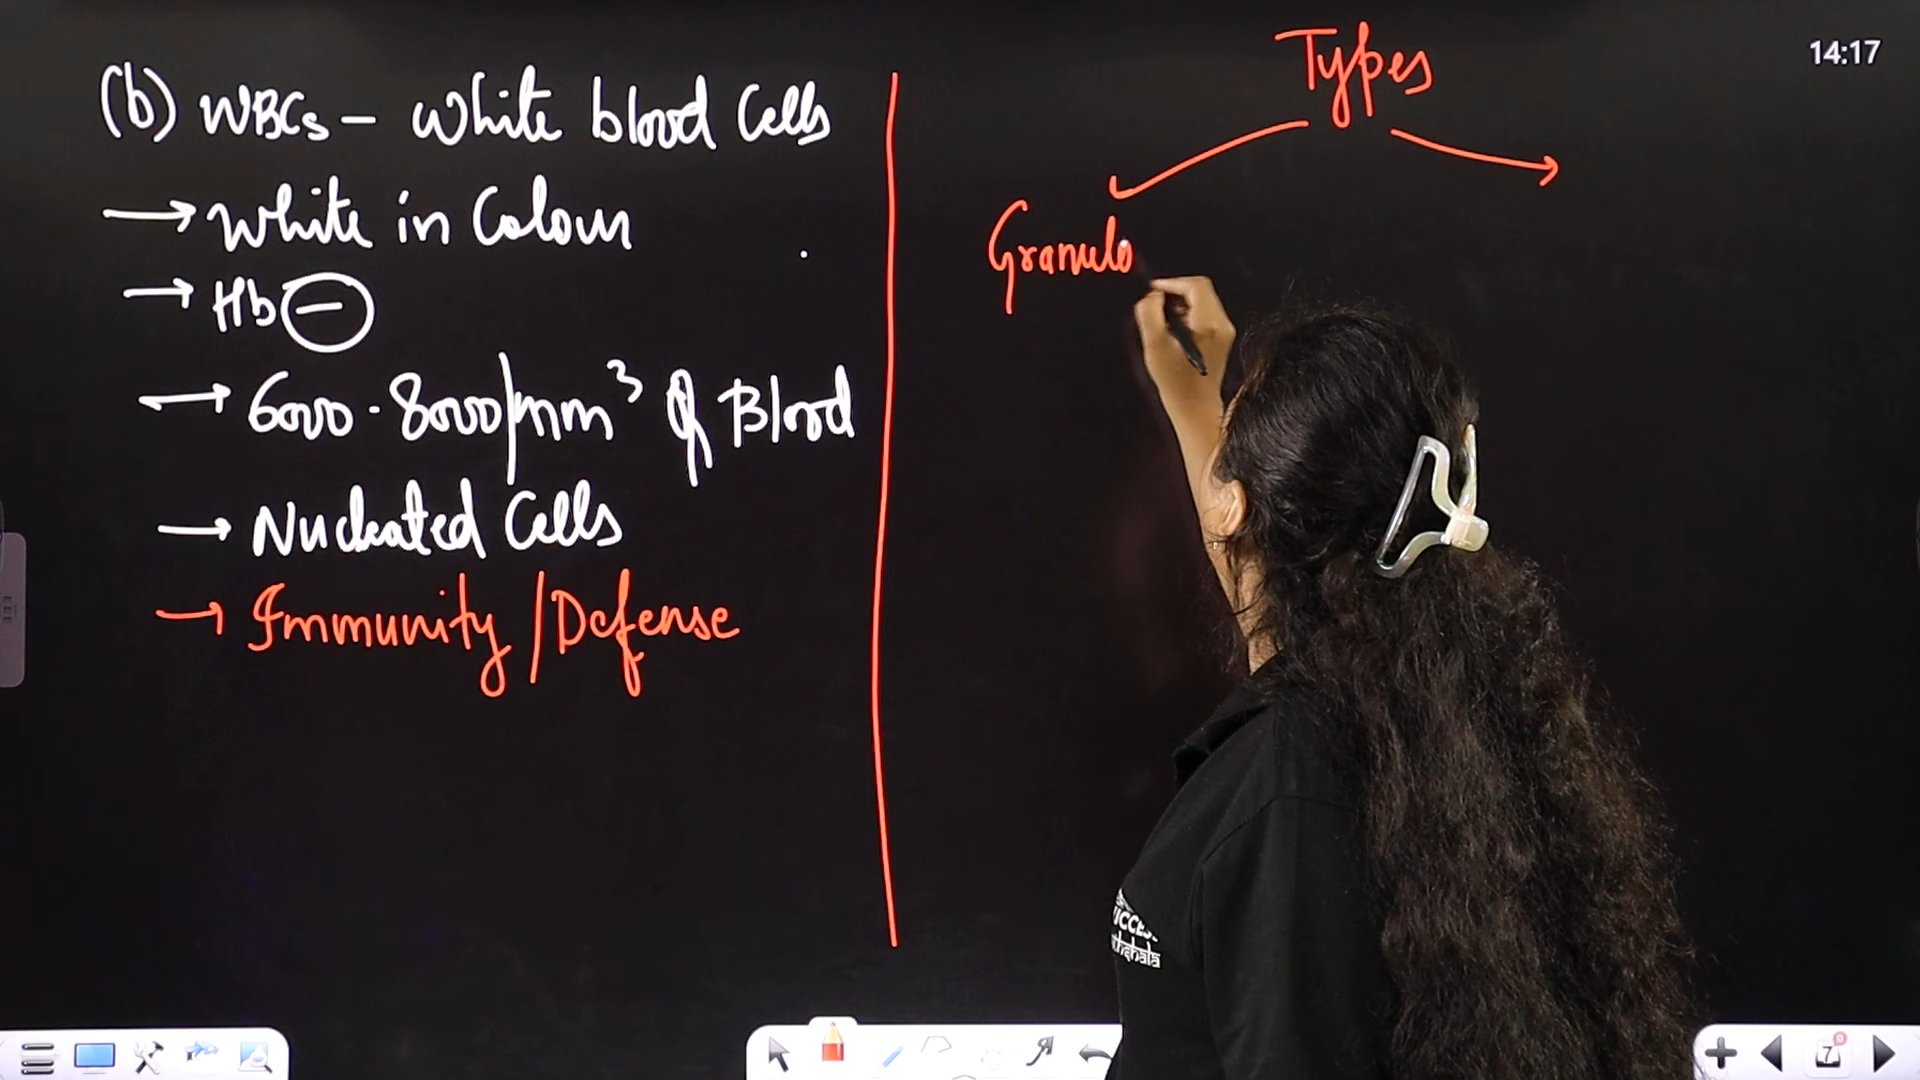 (b) WBCs - White blood Cells
→ White in Colour
→ Hb ⊖
→ 6000-8000/mm³ of Blood
→ Nucleated Cells
→ Immunity / Defense
Types
Granulo
14:17
7